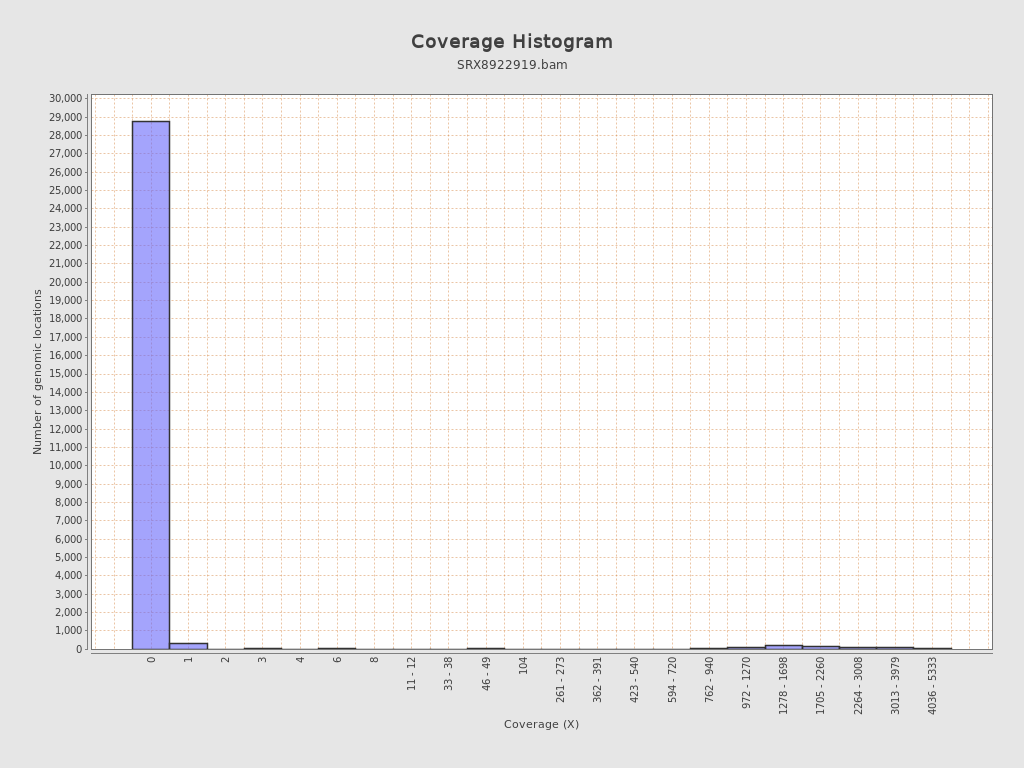 Coverage Histogram
SRX8922919.bam
30,000
29,000
28,000
27,000
26,000
25,000
24,000
23,000
22,000
21,000
20,000
19,000
18,000
17,000
16,000
15,000
14,000
13,000
12,000
11,000
10,000
9,000
8,000
7,000
6,000
5,000
4,000
3,000
2,000
1,000
0
Number of genomic locations
0
1
2
3
4
6
8
11 - 12
33 - 38
46 - 49
104
261 - 273
362 - 391
423 - 540
594 - 720
762 - 940
972 - 1270
1278 - 1698
1705 - 2260
2264 - 3008
3013 - 3979
4036 - 5333
Coverage (X)